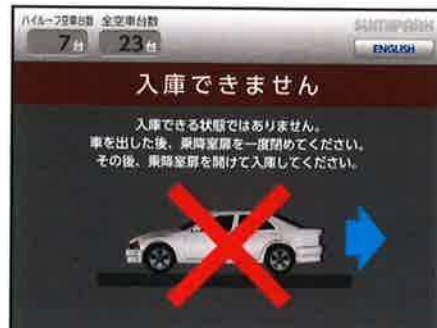 ハイルーフ空車台数 全空車台数
7台 23台
SUMIPARK
ENGLISH
入庫できません
入庫できる状態ではありません。
車を出した後、乗降室扉を一度閉めてください。
その後、乗降室扉を開けて入庫してください。